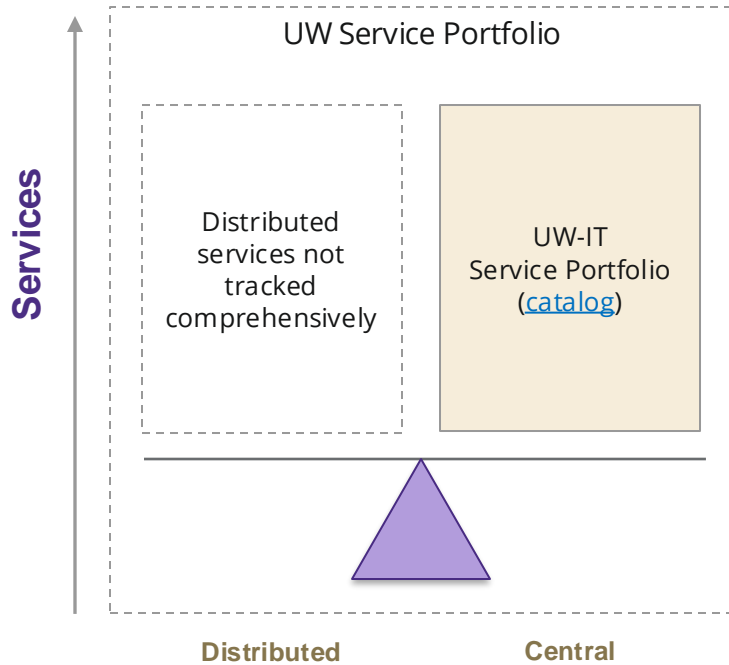 UW Service Portfolio
Services
Distributed
services not
tracked
comprehensively
UW-IT
Service Portfolio
(catalog)
Distributed
Central